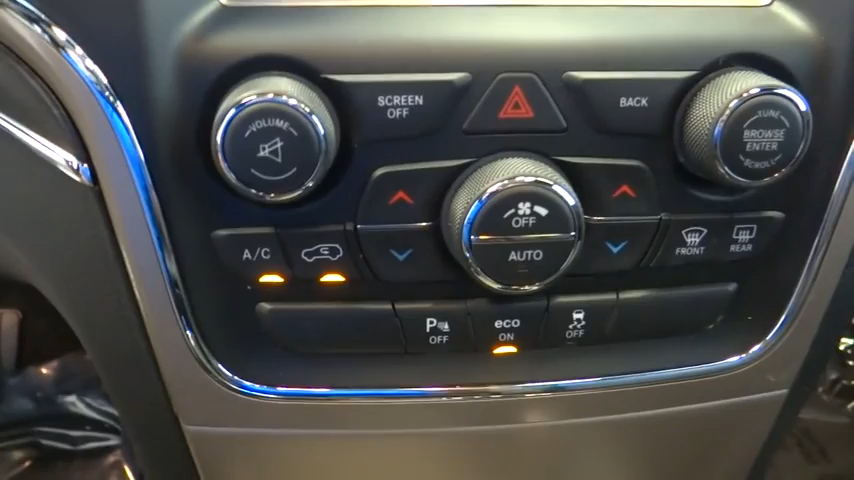 VOLUME
SCREEN
OFF
BACK
TUNE
BROWSE
ENTER
SCROLL
OFF
AUTO
A/C
FRONT
REAR
P
OFF
eco
ON
OFF